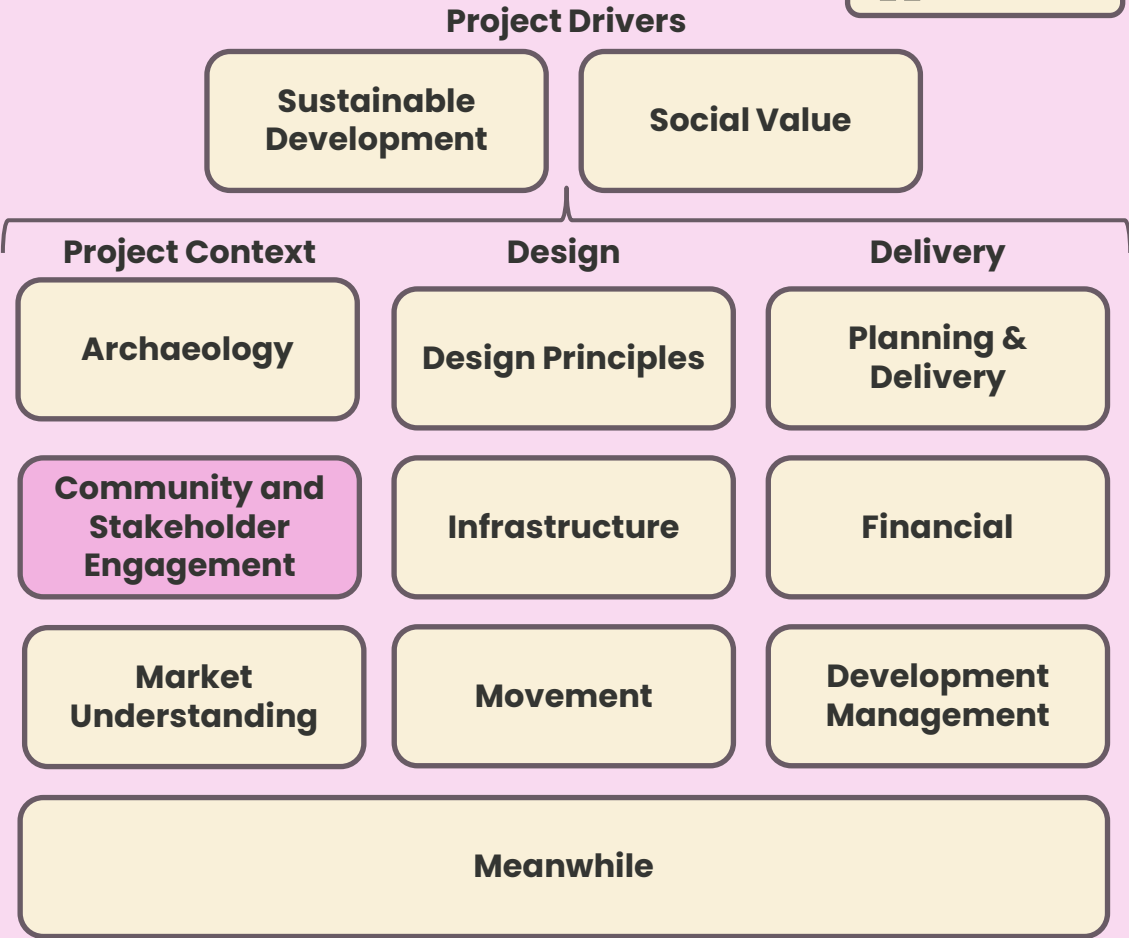 Project Drivers
Sustainable
Development
Social Value
Project Context
Design
Delivery
Archaeology
Design Principles
Planning &
Delivery
Community and
Stakeholder
Engagement
Infrastructure
Financial
Market
Understanding
Movement
Development
Management
Meanwhile